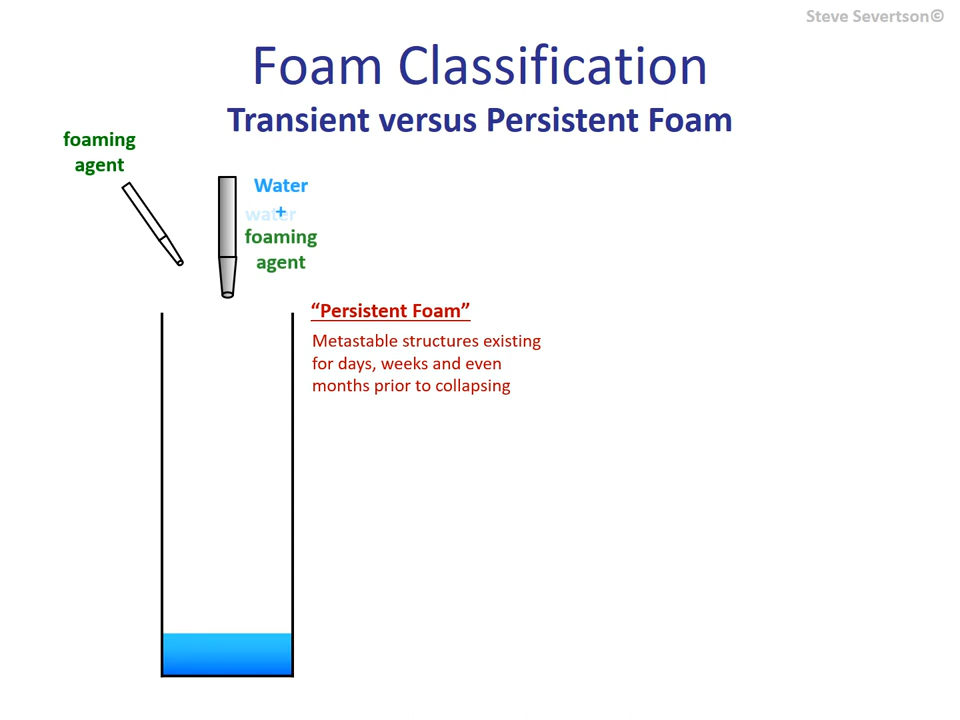 Steve Severtson©
Foam Classification
Transient versus Persistent Foam
foaming
agent
Water
+
water
foaming
agent
“Persistent Foam”
Metastable structures existing
for days, weeks and even
months prior to collapsing